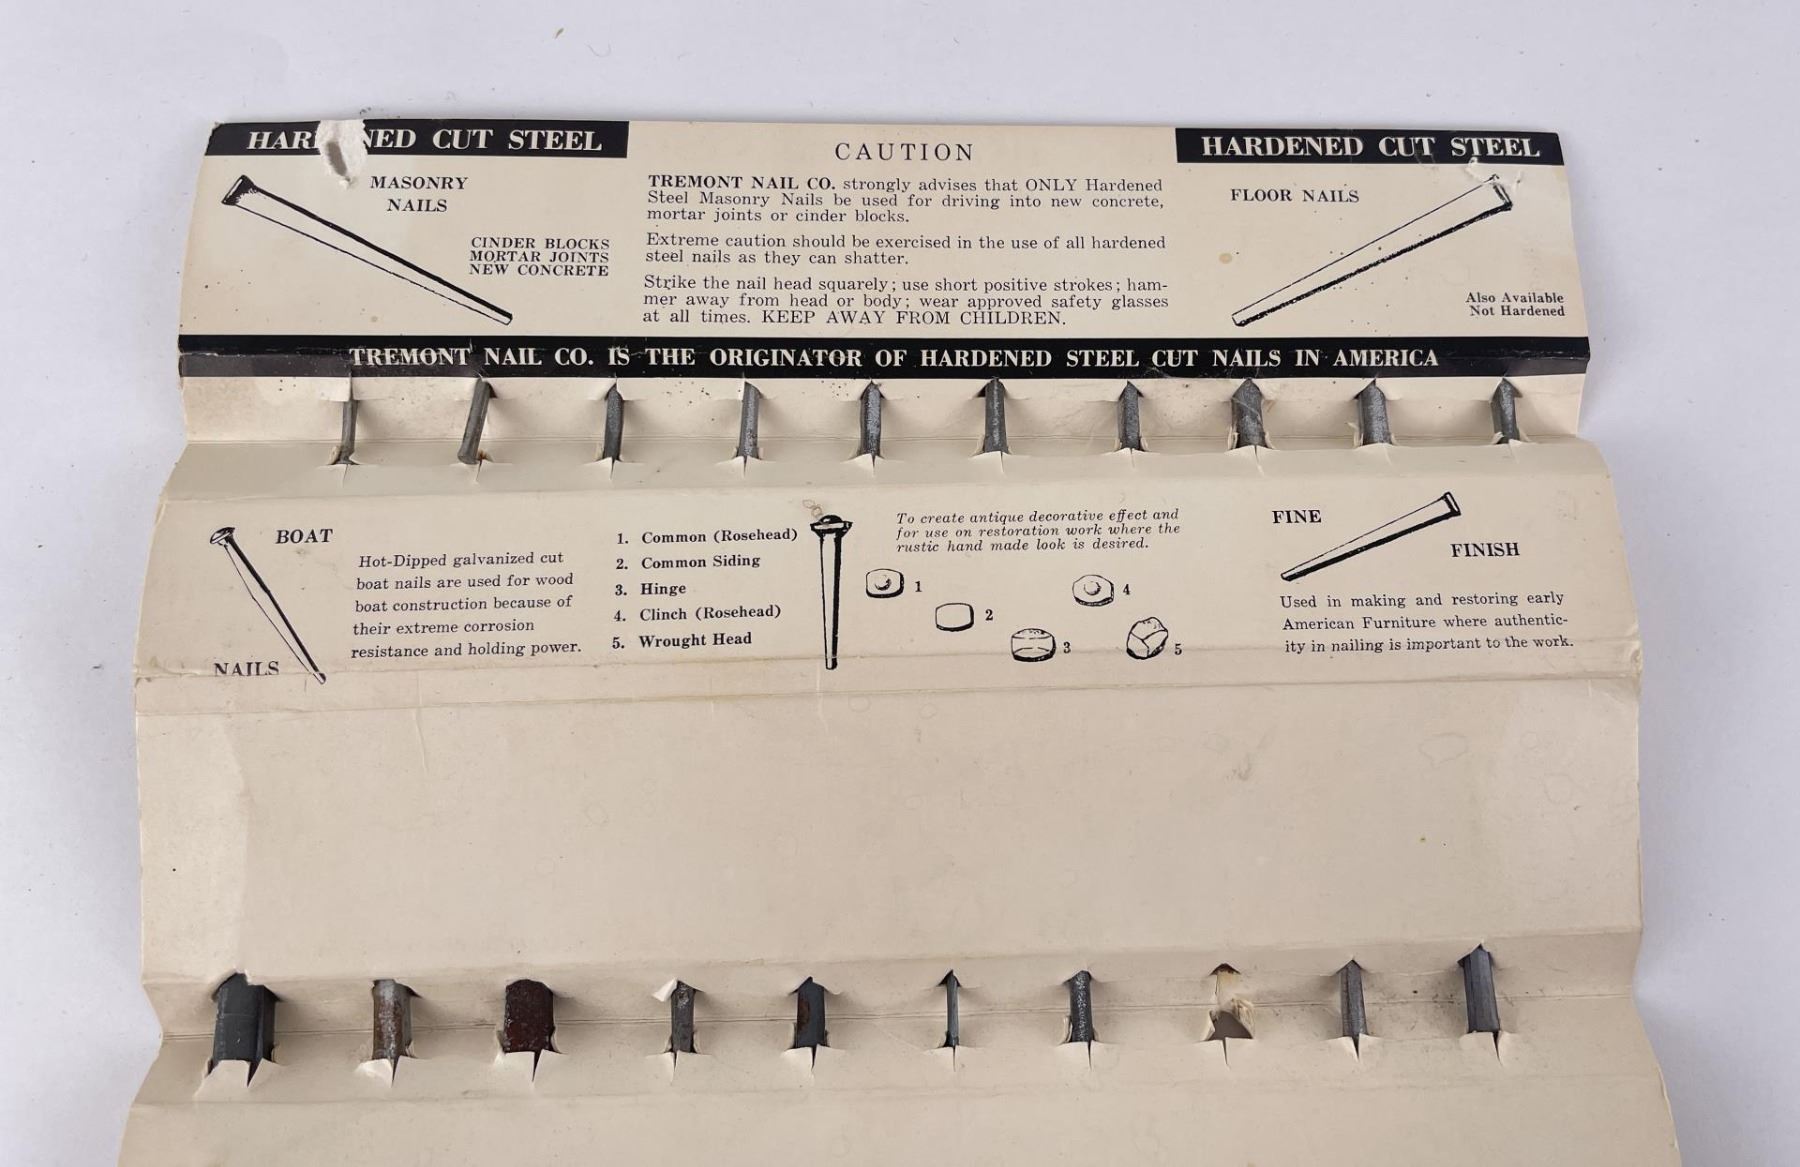 HAR NED CUT STEEL
MASONRY
NAILS
CINDER BLOCKS
MORTAR JOINTS
NEW CONCRETE
CAUTION
TREMONT NAIL CO. strongly advises that ONLY Hardened
Steel Masonry Nails be used for driving into new concrete,
mortar joints or cinder blocks.
Extreme caution should be exercised in the use of all hardened
steel nails as they can shatter.
Strike the nail head squarely; use short positive strokes; ham-
mer away from head or body; wear approved safety glasses
at all times. KEEP AWAY FROM CHILDREN.
HARDENED CUT STEEL
FLOOR NAILS
Also Available
Not Hardened
TREMONT NAIL CO. IS THE ORIGINATOR OF HARDENED STEEL CUT NAILS IN AMERICA
BOAT
NAILS
Hot-Dipped galvanized cut
boat nails are used for wood
boat construction because of
their extreme corrosion
resistance and holding power.
1. Common (Rosehead)
2. Common Siding
3. Hinge
4. Clinch (Rosehead)
5. Wrought Head
To create antique decorative effect and
for use on restoration work where the
rustic hand made look is desired.
1
2
3
4
5
FINE
FINISH
Used in making and restoring early
American Furniture where authentic-
ity in nailing is important to the work.